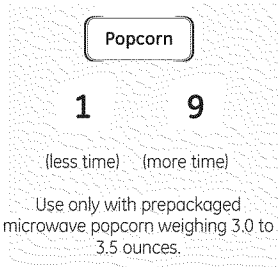 Popcorn
1 9
(less time) (more time)
Use only with prepackaged
microwave popcorn weighing 3.0 to
3.5 ounces.